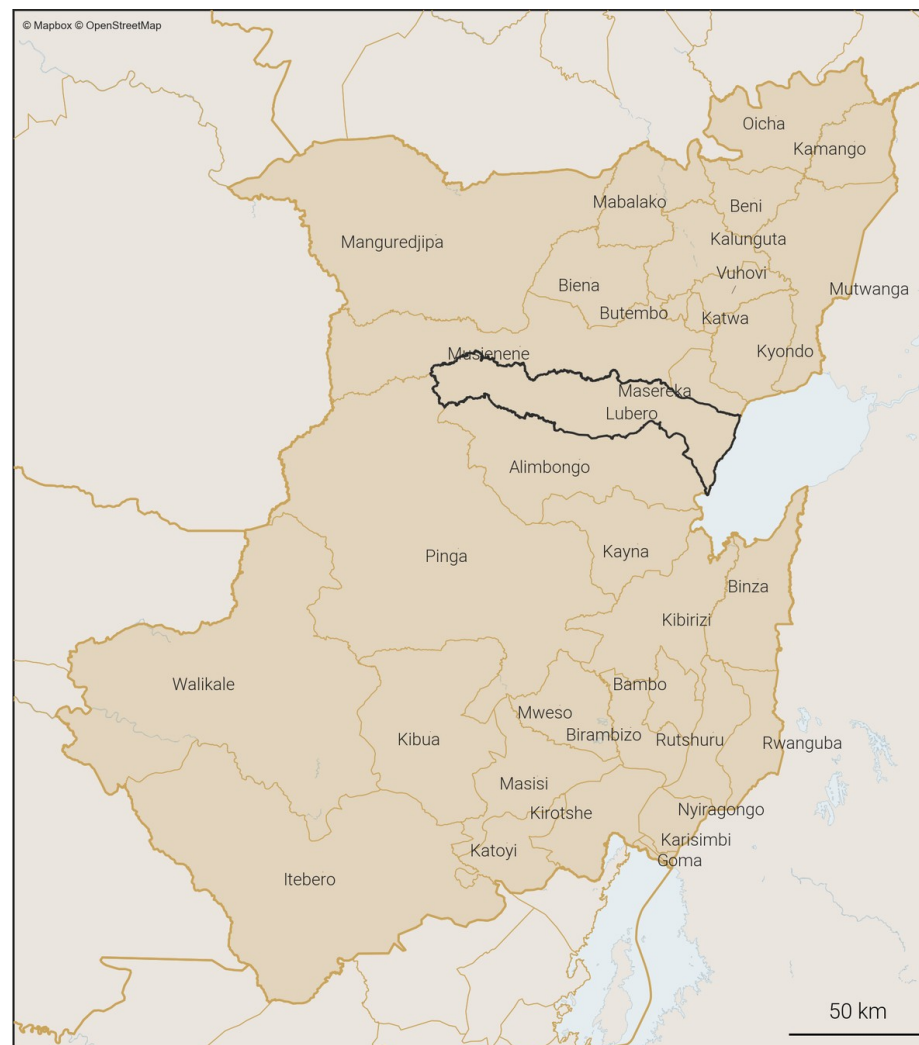 © Mapbox © OpenStreetMap
Oicha
Kamango
Mabalako
Beni
Manguredjipa
Kalunguta
Vuhovi
Biena
Mutwanga
Butembo
Katwa
Musienene
Kyondo
Masereka
Lubero
Alimbongo
Kayna
Pinga
Binza
Kibirizi
Walikale
Bambo
Mweso
Birambizo
Kibua
Rutshuru
Rwanguba
Masisi
Kirotshe
Nyiragongo
Karisimbi
Katoyi
Goma
Itebero
50 km